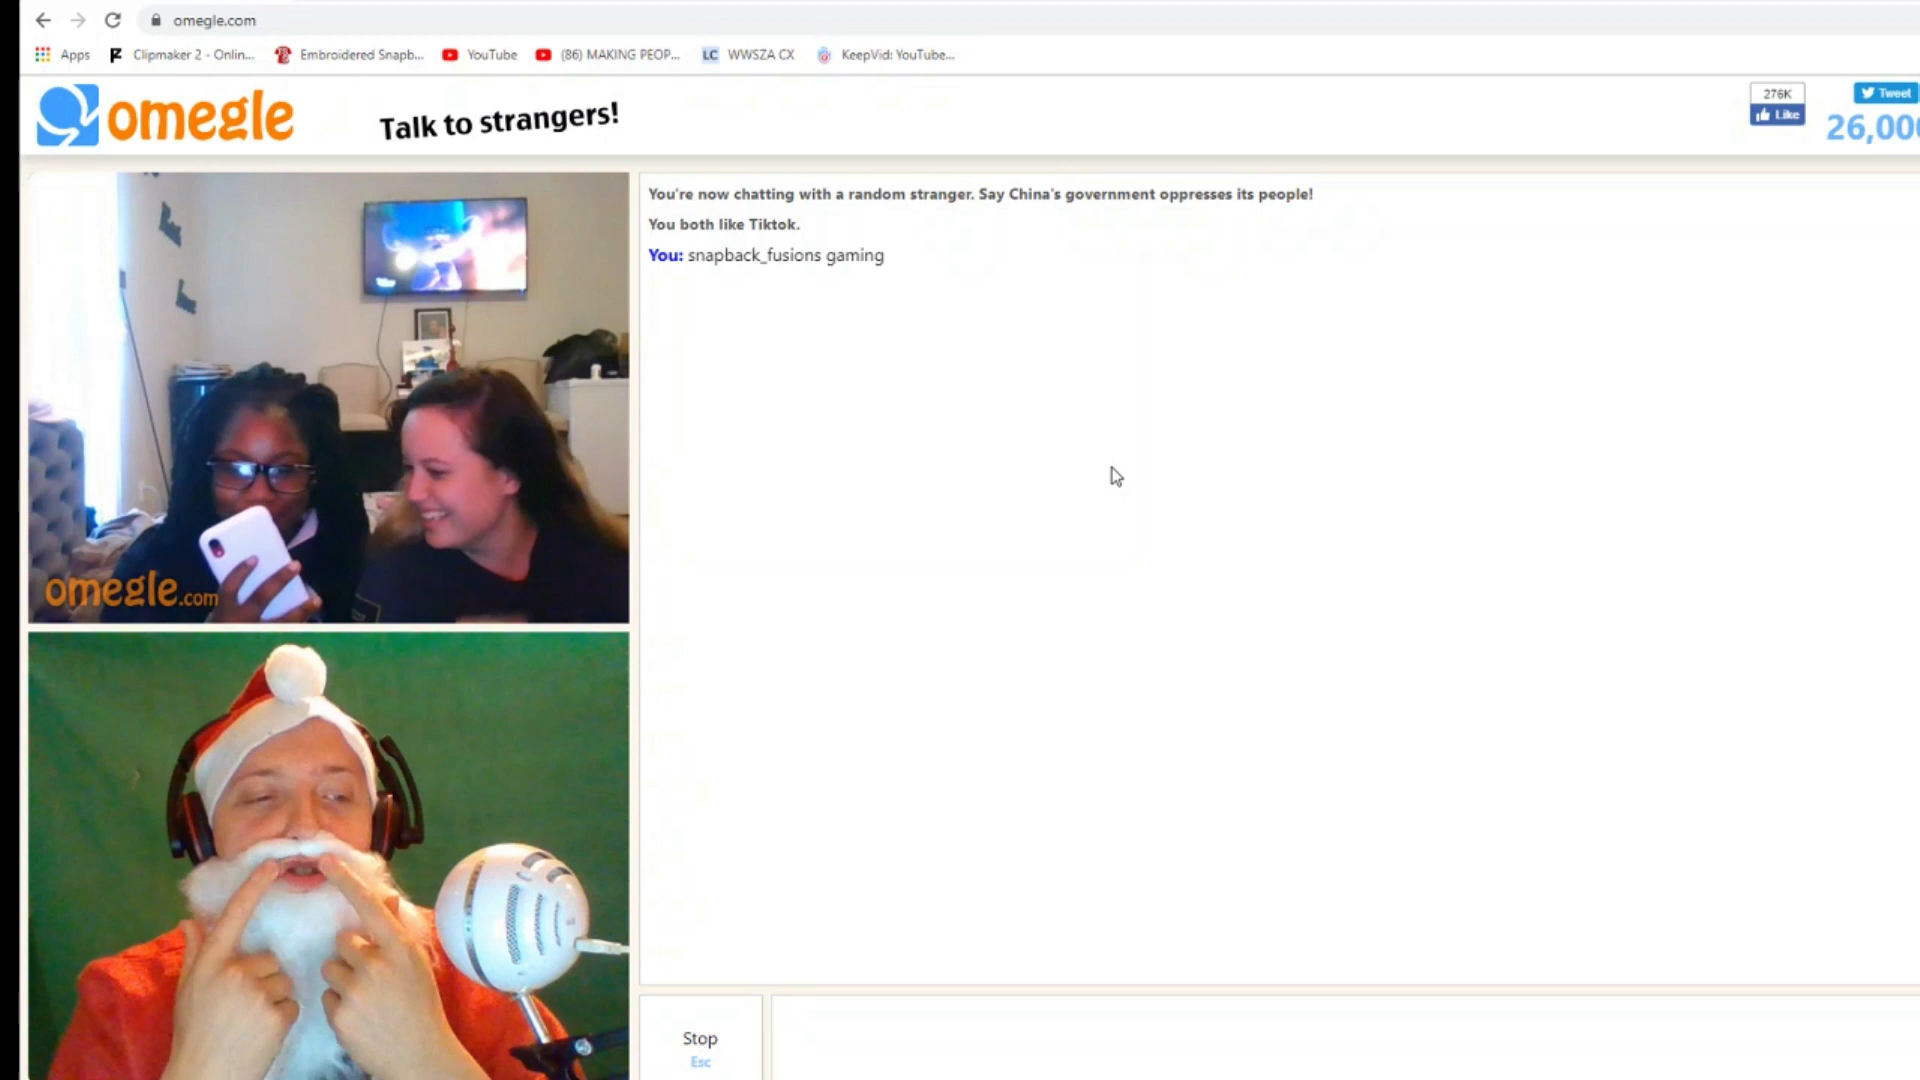 omegle.com
Apps Clipmaker 2 - Onlin... Embroidered Snapb... YouTube (86) MAKING PEOP... LC WWSZA CX KeepVid: YouTube...
omegle Talk to strangers! 276K Like Tweet
26,00
You're now chatting with a random stranger. Say China's government oppresses its people!
You both like Tiktok.
You: snapback_fusions gaming
omegle.com
Stop
Esc